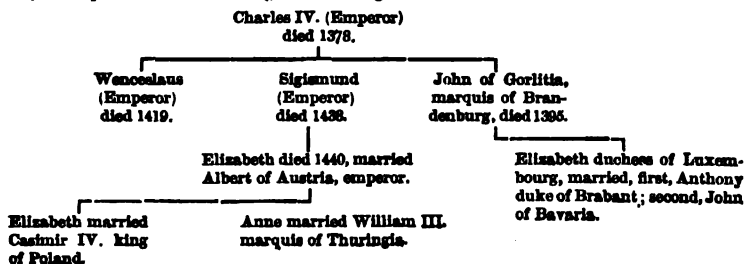 Charles IV. (Emperor)
died 1378.
Wenceslaus
(Emperor)
died 1419.
Sigismund
(Emperor)
died 1438.
John of Gorlitia,
marquis of Bran-
denburg, died 1395.
Elizabeth died 1440, married
Albert of Austria, emperor.
Elizabeth duchess of Luxem-
bourg, married, first, Anthony
duke of Brabant; second, John
of Bavaria.
Elizabeth married
Casimir IV. king
of Poland.
Anne married William III.
marquis of Thuringia.